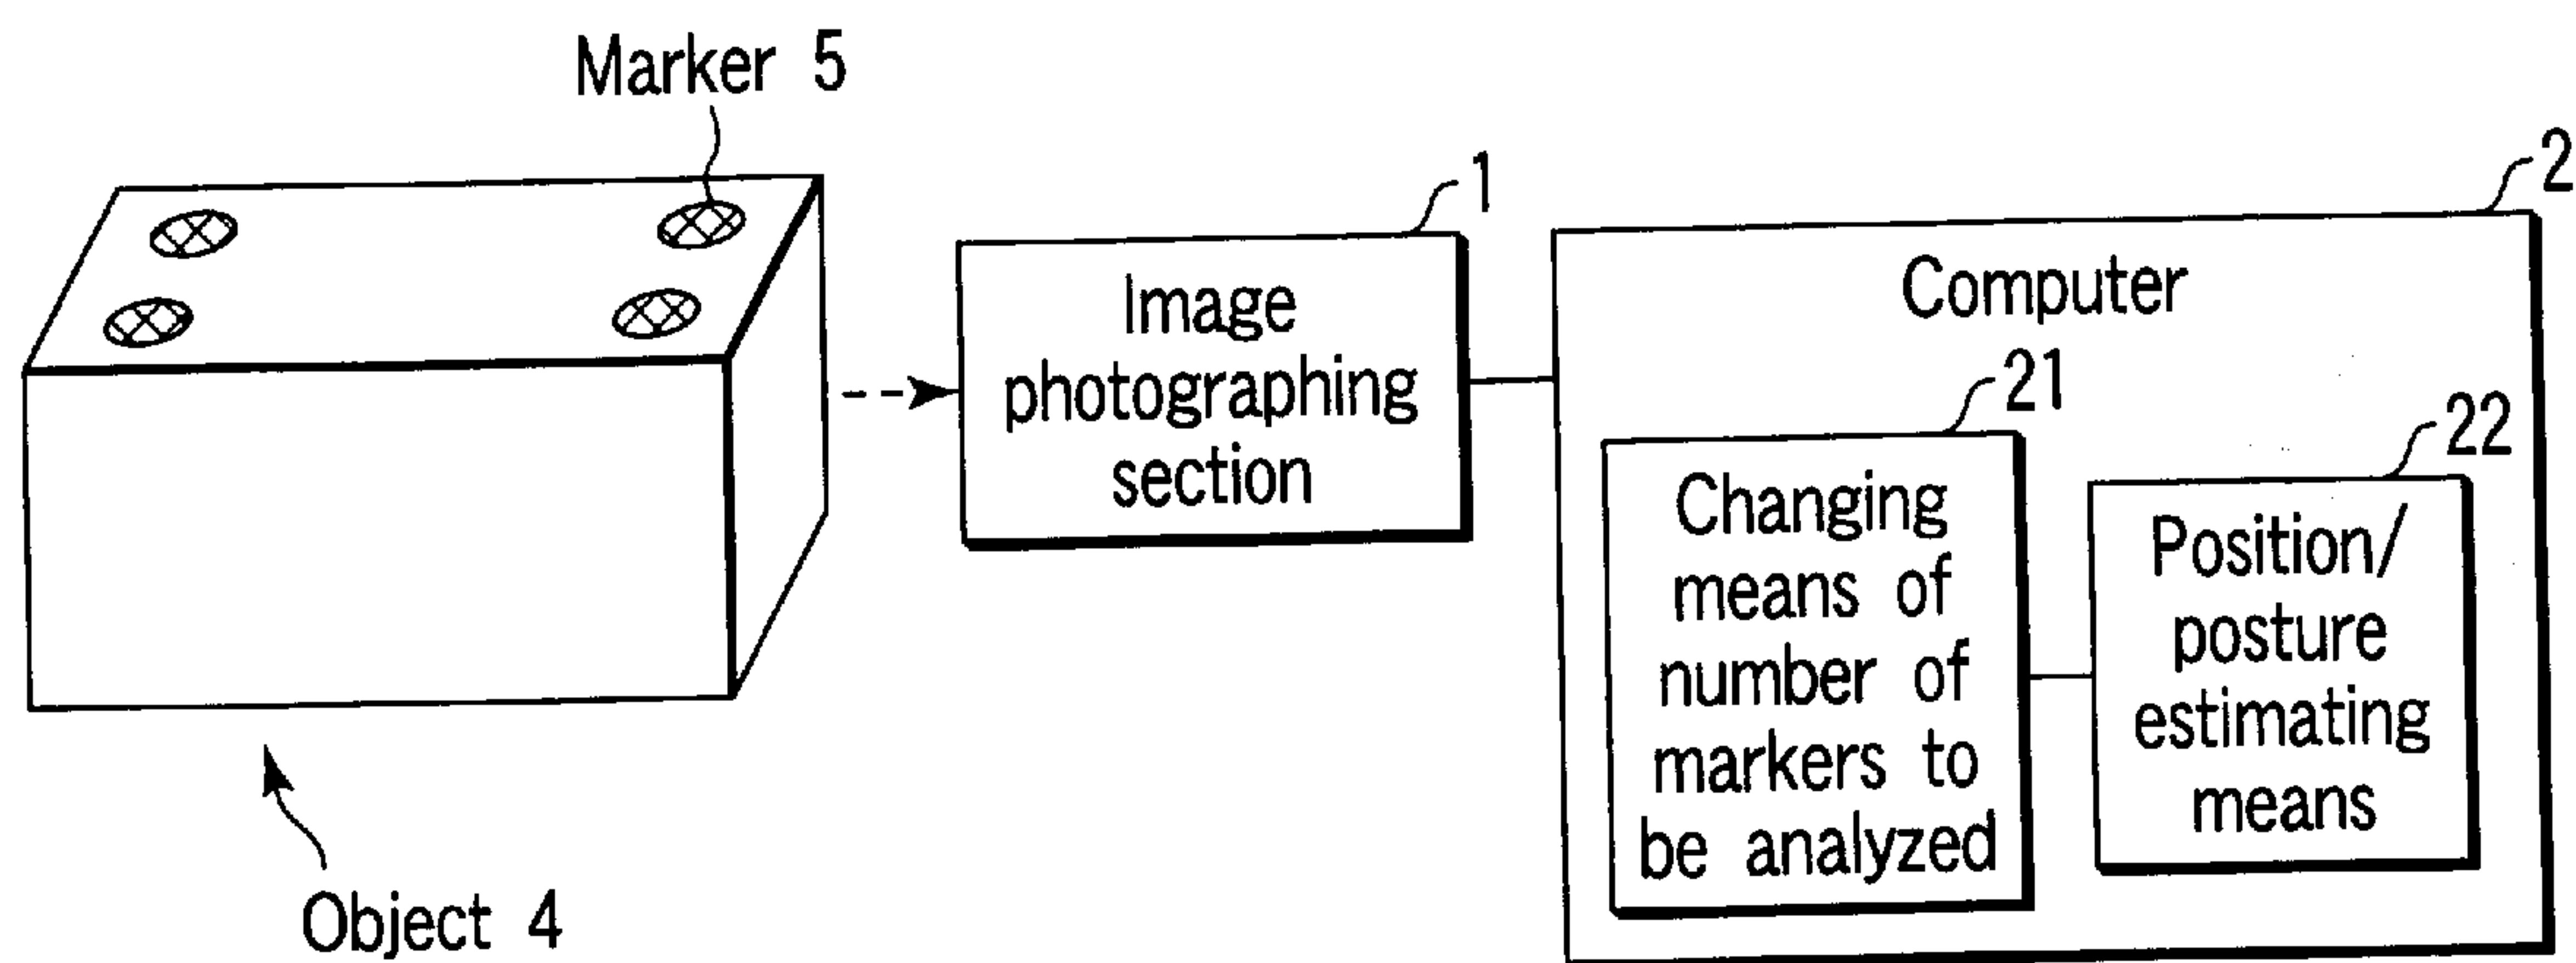 Marker 5
Object 4
1
Image
photographing
section
2
Computer
21
Changing
means of
number of
markers to
be analyzed
22
Position/
posture
estimating
means